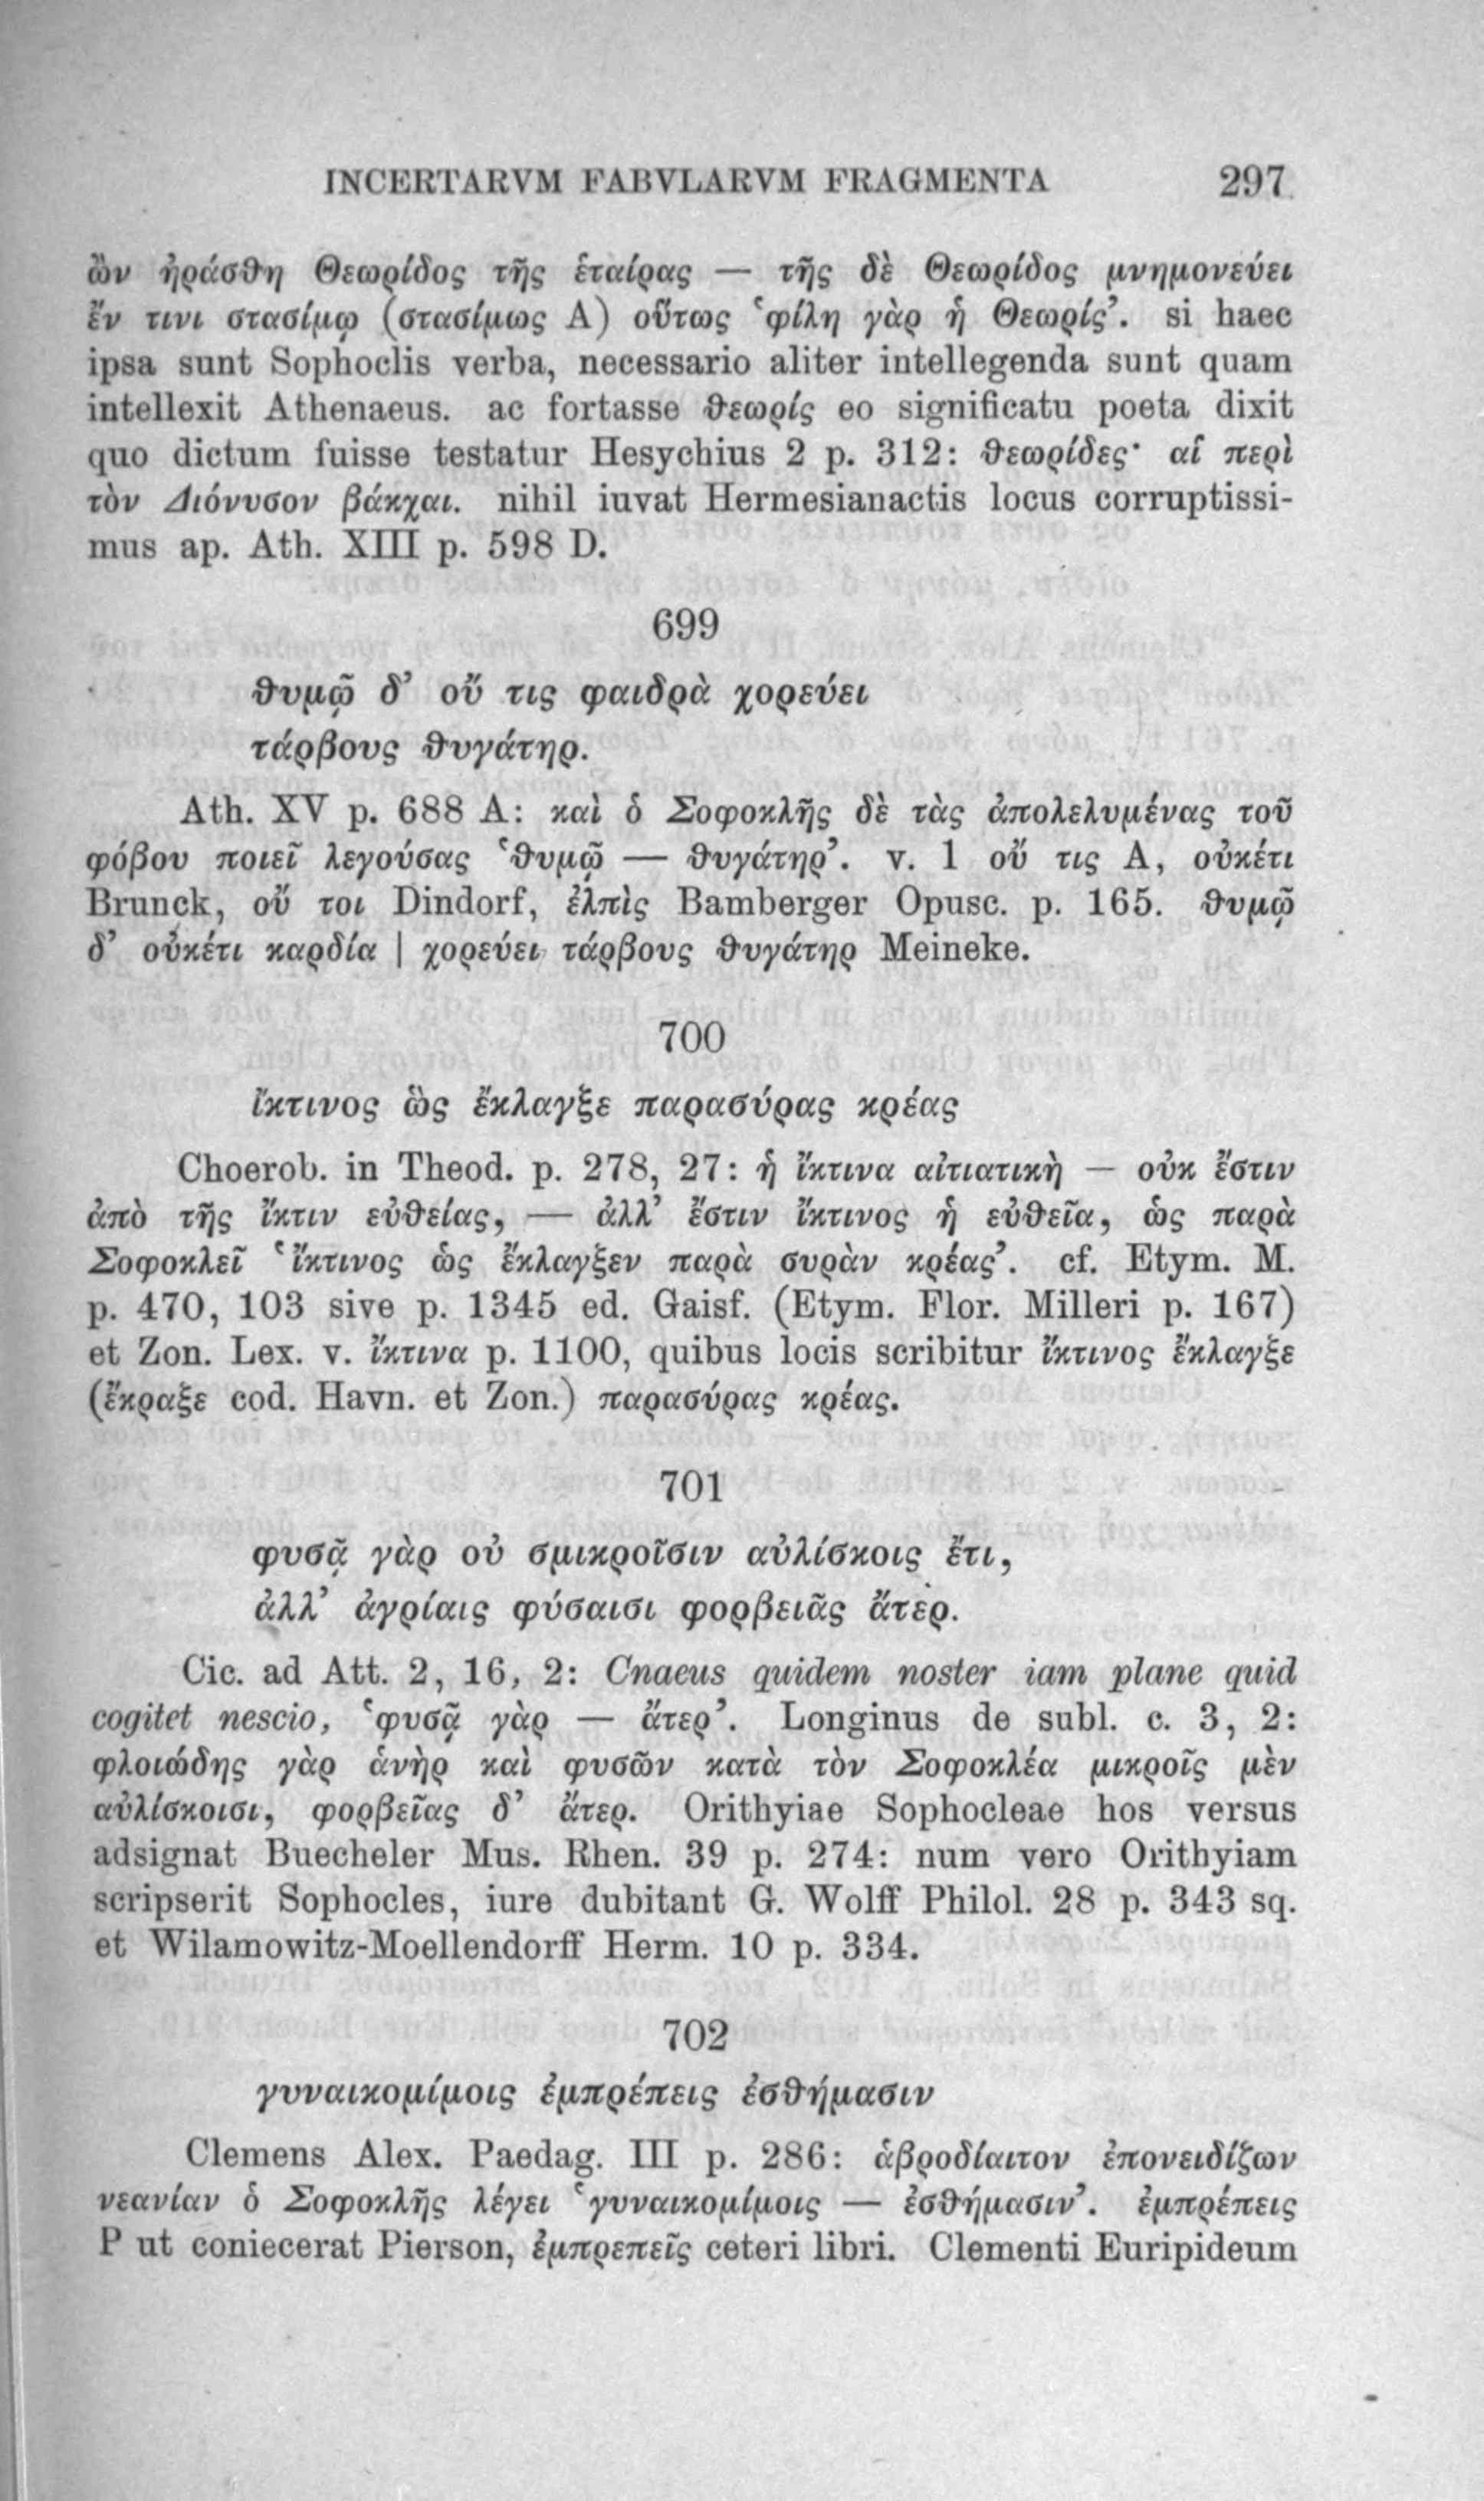 INCERTARVM FABVLARVM FRAGMENTA 297
ὢν ἠράσθη Θεωρίδος τῆς ἑταίρας — τῆς δὲ Θεωρίδος μνημονεύει
ἔν τινι στασίμῳ (στασίμως A) οὕτως ‘φίλη γὰρ ἡ Θεωρίς’. si haec
ipsa sunt Sophoclis verba, necessario aliter intellegenda sunt quam
intellexit Athenaeus. ac fortasse θεωρίς eo significatu poeta dixit
quo dictum fuisse testatur Hesychius 2 p. 312: θεωρίδες· αἱ περὶ
τὸν Διόνυσον βάκχαι. nihil iuvat Hermesianactis locus corruptissi-
mus ap. Ath. XIII p. 598 D.
699
θυμῷ δ’ οὔ τις φαιδρὰ χορεύει
τάρβους θυγάτηρ.
Ath. XV p. 688 A: καὶ ὁ Σοφοκλῆς δὲ τὰς ἀπολελυμένας τοῦ
φόβου ποιεῖ λεγούσας ‘θυμῷ — θυγάτηρ’. v. 1 οὔ τις A, οὐκέτι
Brunck, οὔ τοι Dindorf, ἐλπὶς Bamberger Opusc. p. 165. θυμῷ
δ’ οὐκέτι καρδία | χορεύει τάρβους θυγάτηρ Meineke.
700
ἴκτινος ὣς ἔκλαγξε παρασύρας κρέας
Choerob. in Theod. p. 278, 27: ἡ ἴκτινα αἰτιατικὴ — οὐκ ἔστιν
ἀπὸ τῆς ἴκτιν εὐθείας, — ἀλλ’ ἔστιν ἴκτινος ἡ εὐθεῖα, ὡς παρὰ
Σοφοκλεῖ ‘ἴκτινος ὡς ἔκλαγξεν παρὰ συρὰν κρέας’. cf. Etym. M.
p. 470, 103 sive p. 1345 ed. Gaisf. (Etym. Flor. Milleri p. 167)
et Zon. Lex. v. ἴκτινα p. 1100, quibus locis scribitur ἴκτινος ἔκλαγξε
(ἔκραξε cod. Havn. et Zon.) παρασύρας κρέας.
701
φυσᾷ γὰρ οὐ σμικροῖσιν αὐλίσκοις ἔτι,
ἀλλ’ ἀγρίαις φύσαισι φορβειᾶς ἄτερ.
Cic. ad Att. 2, 16, 2: Cnaeus quidem noster iam plane quid
cogitet nescio, ‘φυσᾷ γὰρ — ἄτερ’. Longinus de subl. c. 3, 2:
φλοιώδης γὰρ ἁνὴρ καὶ φυσῶν κατὰ τὸν Σοφοκλέα μικροῖς μὲν
αὐλίσκοισι, φορβεῖας δ’ ἄτερ. Orithyiae Sophocleae hos versus
adsignat Buecheler Mus. Rhen. 39 p. 274: num vero Orithyiam
scripserit Sophocles, iure dubitant G. Wolff Philol. 28 p. 343 sq.
et Wilamowitz-Moellendorff Herm. 10 p. 334.
702
γυναικομίμοις ἐμπρέπεις ἐσθήμασιν
Clemens Alex. Paedag. III p. 286: ἁβροδίαιτον ἐπονειδίζων
νεανίαν ὁ Σοφοκλῆς λέγει ‘γυναικομίμοις — ἐσθήμασιν’. ἐμπρέπεις
P ut coniecerat Pierson, ἐμπρεπεῖς ceteri libri. Clementi Euripideum